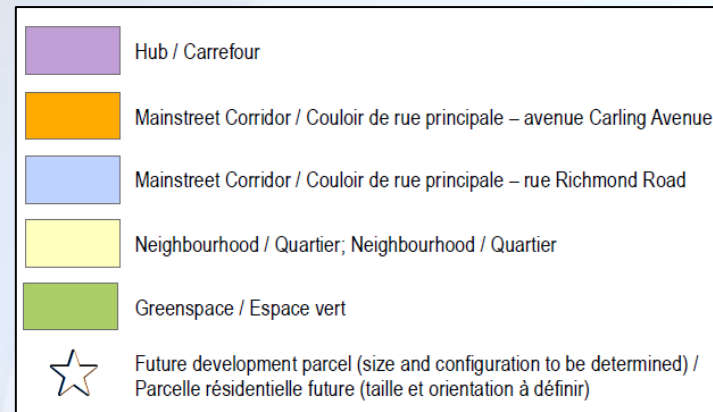 Hub / Carrefour
Mainstreet Corridor / Couloir de rue principale – avenue Carling Avenue
Mainstreet Corridor / Couloir de rue principale – rue Richmond Road
Neighbourhood / Quartier; Neighbourhood / Quartier
Greenspace / Espace vert
Future development parcel (size and configuration to be determined) /
Parcelle résidentielle future (taille et orientation à définir)